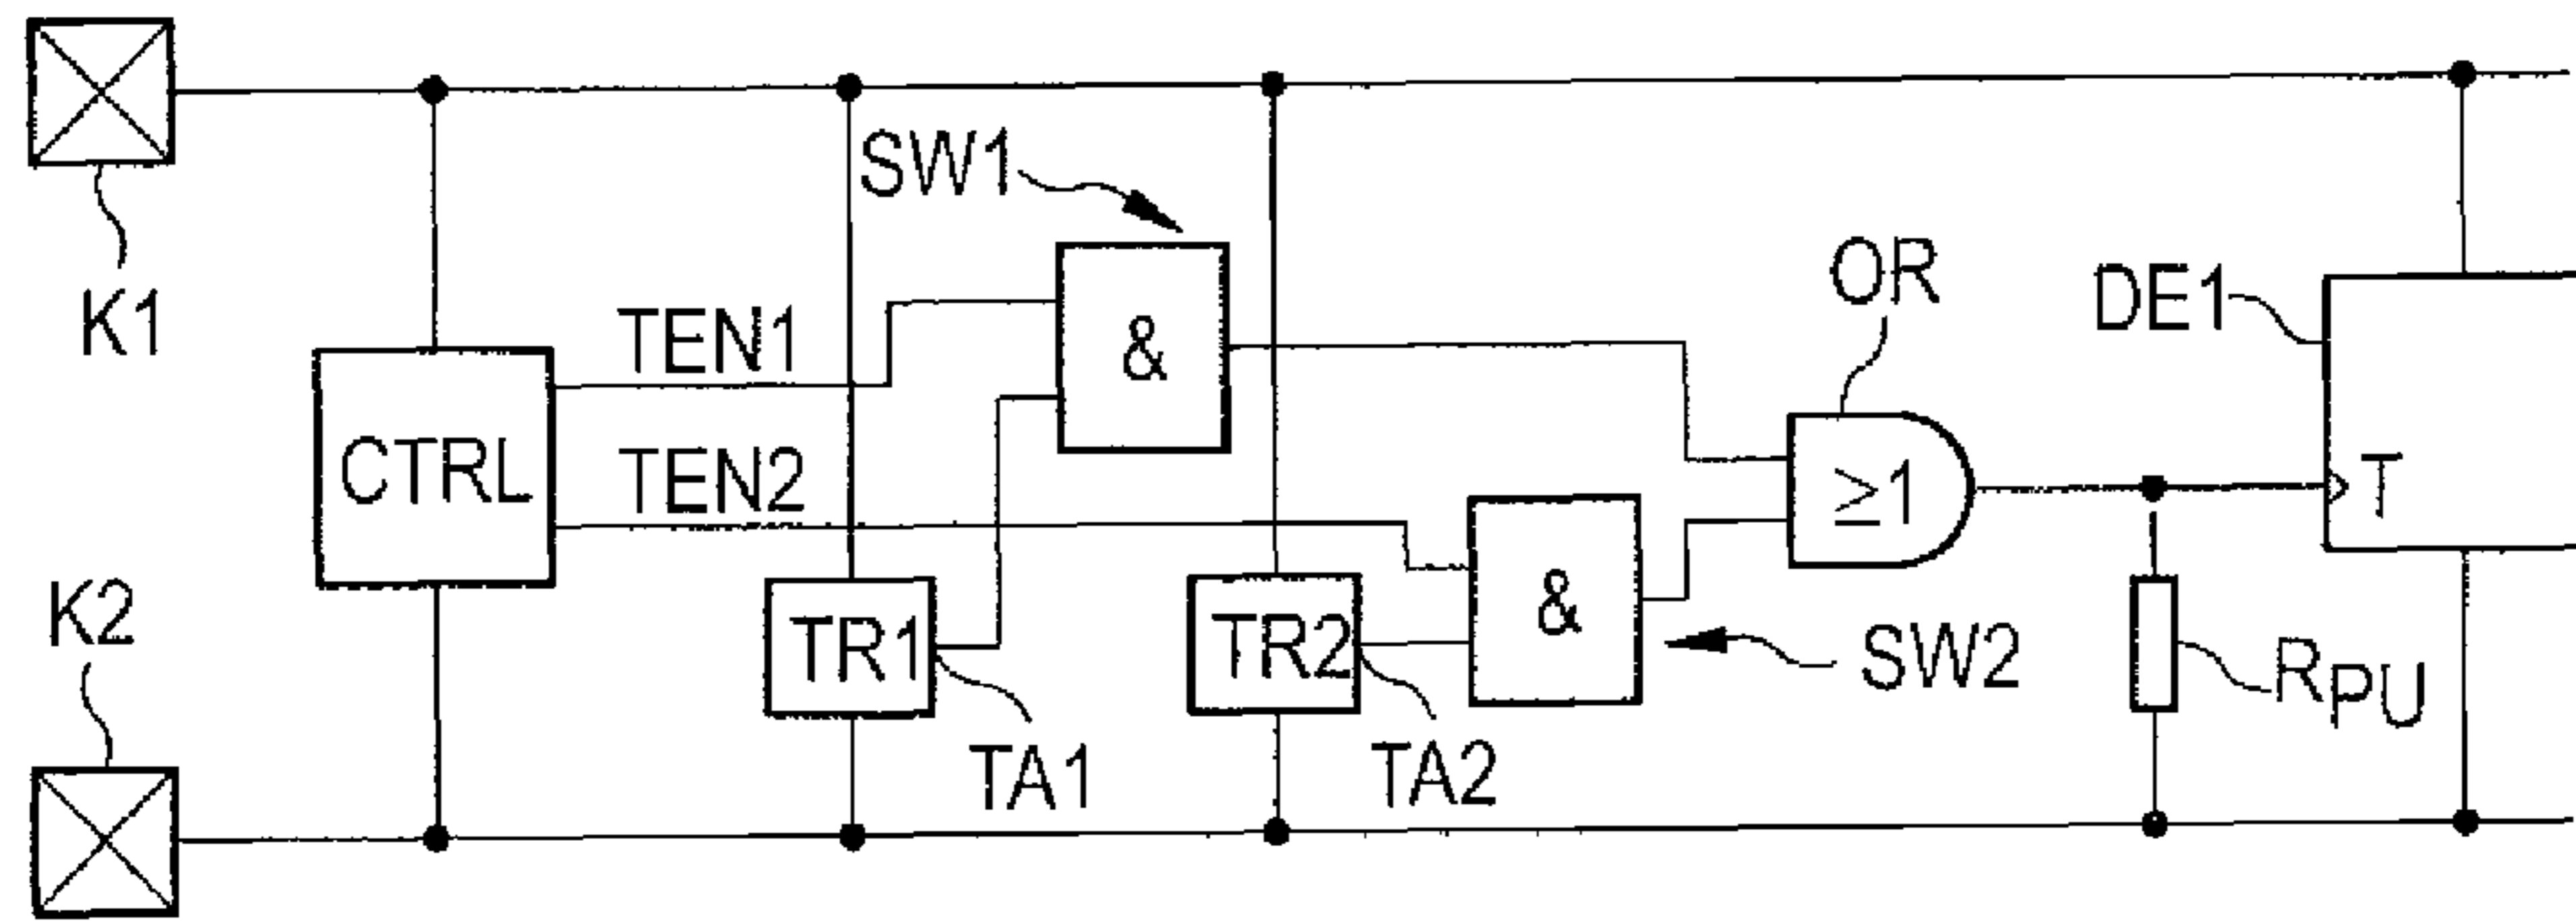 K1
SW1
TEN1
&
OR
DE1
CTRL
TEN2
≥1
T
K2
TR1
TR2
&
SW2
RPU
TA1
TA2